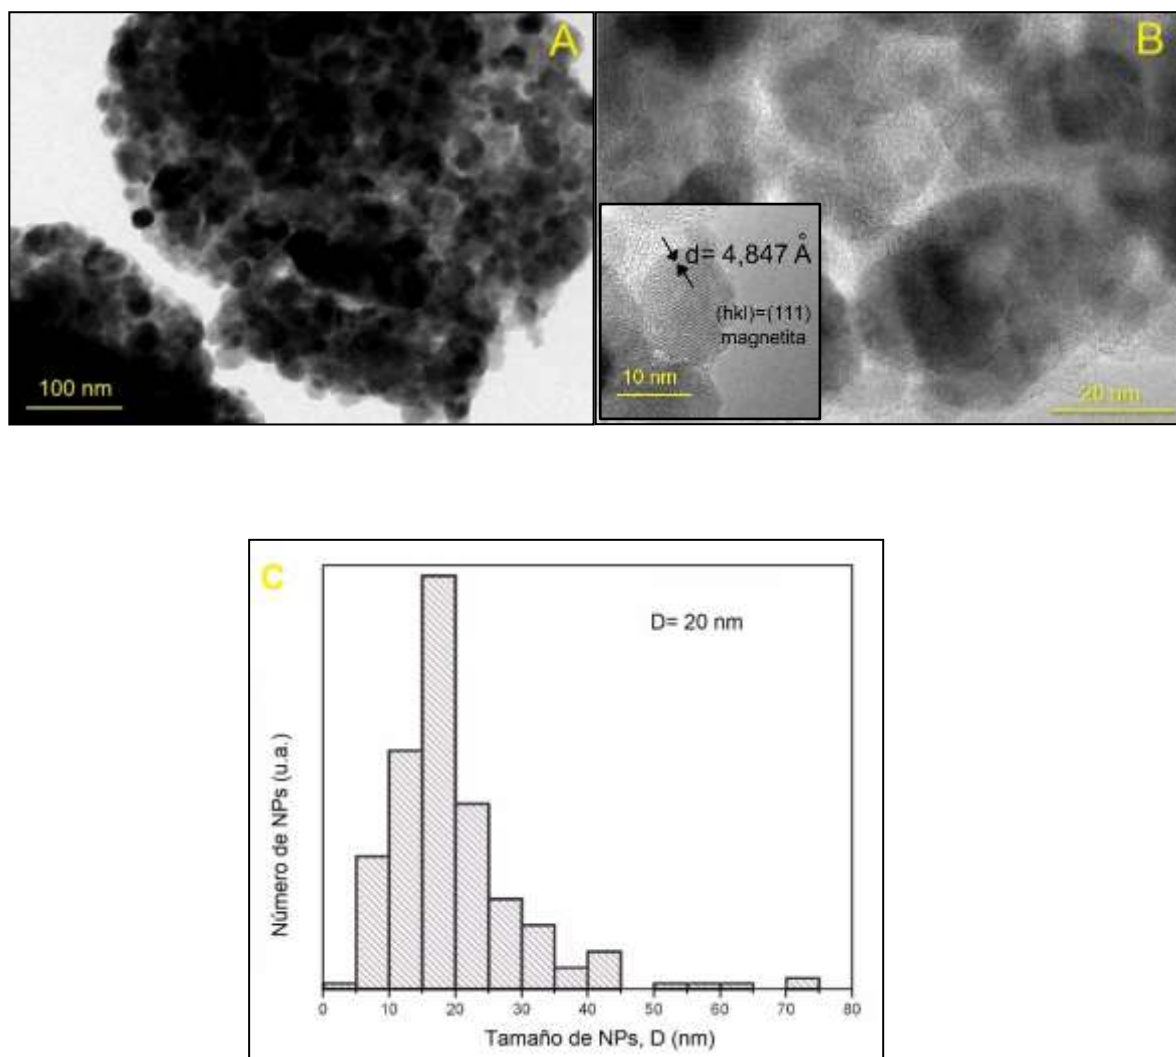 A
100 nm
B
d= 4,847 Å
(hkl)=(111)
magnetita
10 nm
20 nm
C
D= 20 nm
Número de NPs (u.a.)
0 10 20 30 40 50 60 70 80
Tamaño de NPs, D (nm)